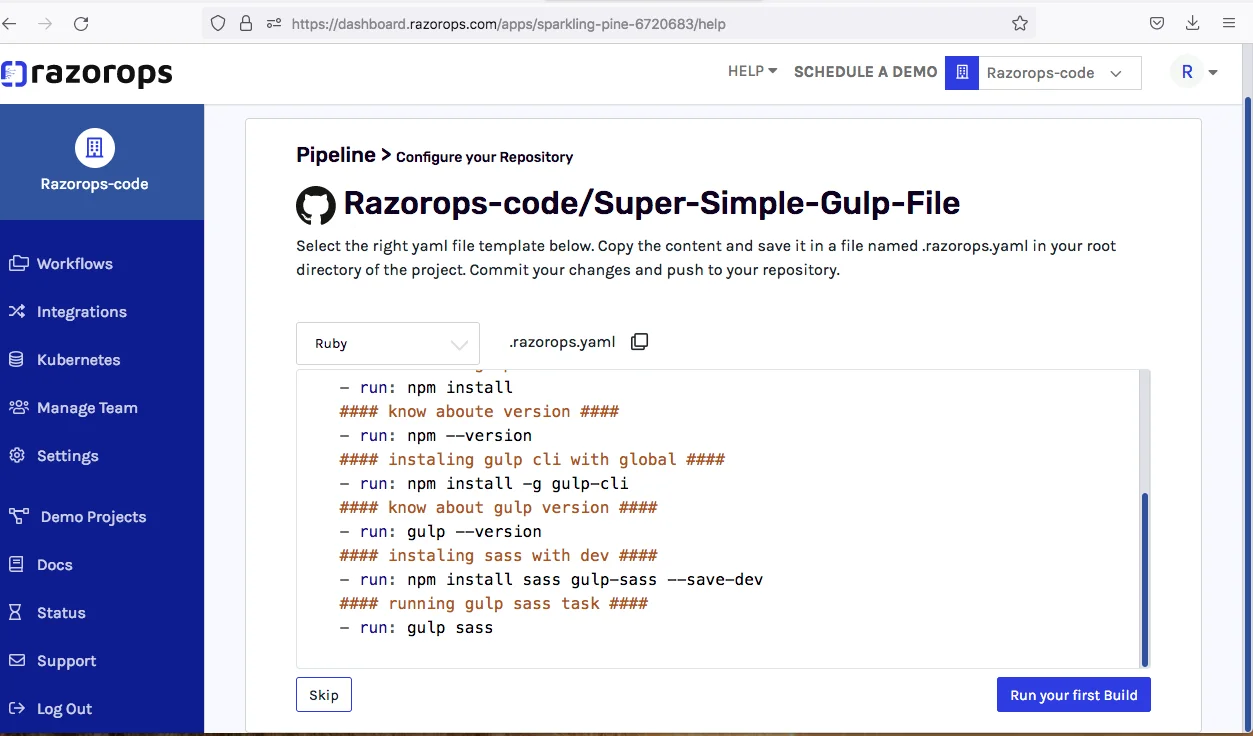 https://dashboard.razorops.com/apps/sparkling-pine-6720683/help
razorops
HELP
SCHEDULE A DEMO
Razorops-code
R
Razorops-code
Workflows
Integrations
Kubernetes
Manage Team
Settings
Demo Projects
Docs
Status
Support
Log Out
Pipeline > Configure your Repository
Razorops-code/Super-Simple-Gulp-File
Select the right yaml file template below. Copy the content and save it in a file named .razorops.yaml in your root
directory of the project. Commit your changes and push to your repository.
Ruby
.razorops.yaml
- run: npm install
#### know aboute version ####
- run: npm --version
#### instaling gulp cli with global ####
- run: npm install -g gulp-cli
#### know about gulp version ####
- run: gulp --version
#### instaling sass with dev ####
- run: npm install sass gulp-sass --save-dev
#### running gulp sass task ####
- run: gulp sass
Skip
Run your first Build